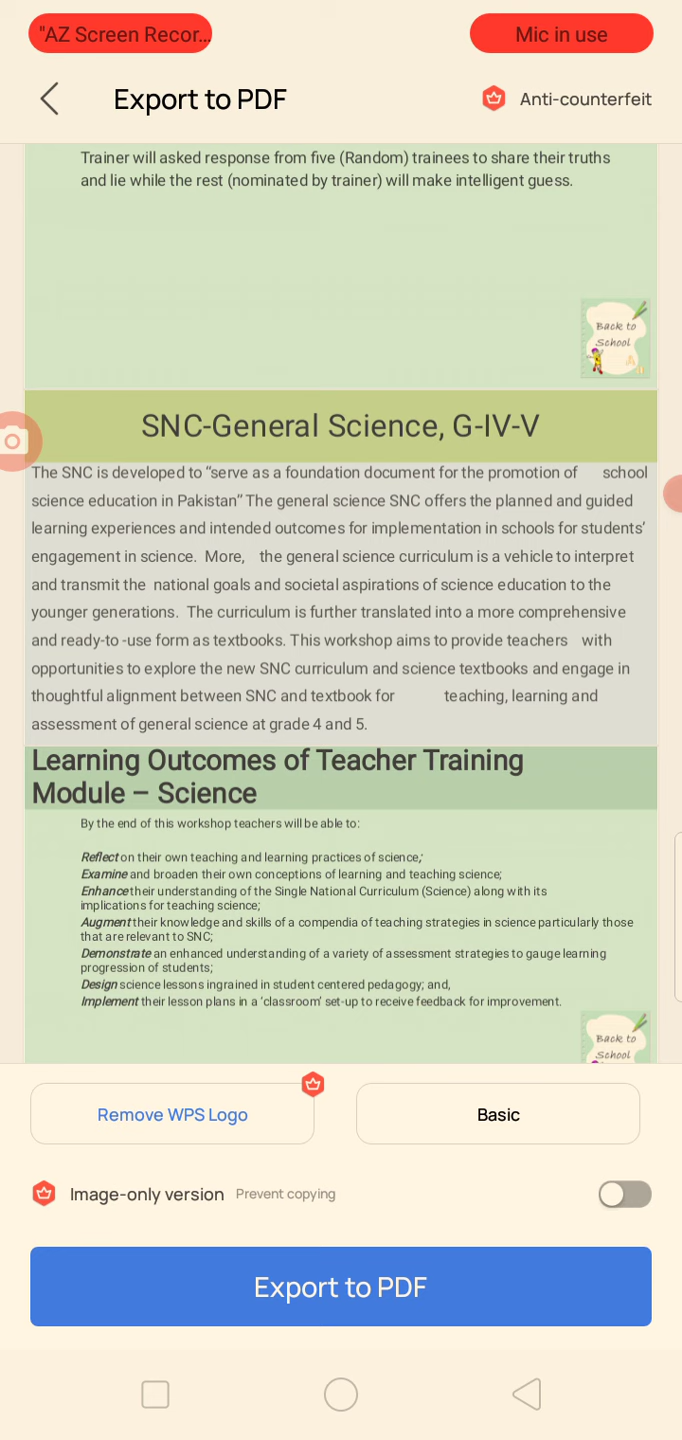 "AZ Screen Recor...
Mic in use
Export to PDF
Anti-counterfeit
Trainer will asked response from five (Random) trainees to share their truths
and lie while the rest (nominated by trainer) will make intelligent guess.
Back to
School
SNC-General Science, G-IV-V
The SNC is developed to “serve as a foundation document for the promotion of school
science education in Pakistan” The general science SNC offers the planned and guided
learning experiences and intended outcomes for implementation in schools for students’
engagement in science. More, the general science curriculum is a vehicle to interpret
and transmit the national goals and societal aspirations of science education to the
younger generations. The curriculum is further translated into a more comprehensive
and ready-to -use form as textbooks. This workshop aims to provide teachers with
opportunities to explore the new SNC curriculum and science textbooks and engage in
thoughtful alignment between SNC and textbook for teaching, learning and
assessment of general science at grade 4 and 5.
Learning Outcomes of Teacher Training
Module – Science
By the end of this workshop teachers will be able to:
Reflect on their own teaching and learning practices of science;
Examine and broaden their own conceptions of learning and teaching science;
Enhance their understanding of the Single National Curriculum (Science) along with its
implications for teaching science;
Augment their knowledge and skills of a compendia of teaching strategies in science particularly those
that are relevant to SNC;
Demonstrate an enhanced understanding of a variety of assessment strategies to gauge learning
progression of students;
Design science lessons ingrained in student centered pedagogy; and,
Implement their lesson plans in a ‘classroom’ set-up to receive feedback for improvement.
Back to
School
Remove WPS Logo
Basic
Image-only version Prevent copying
Export to PDF